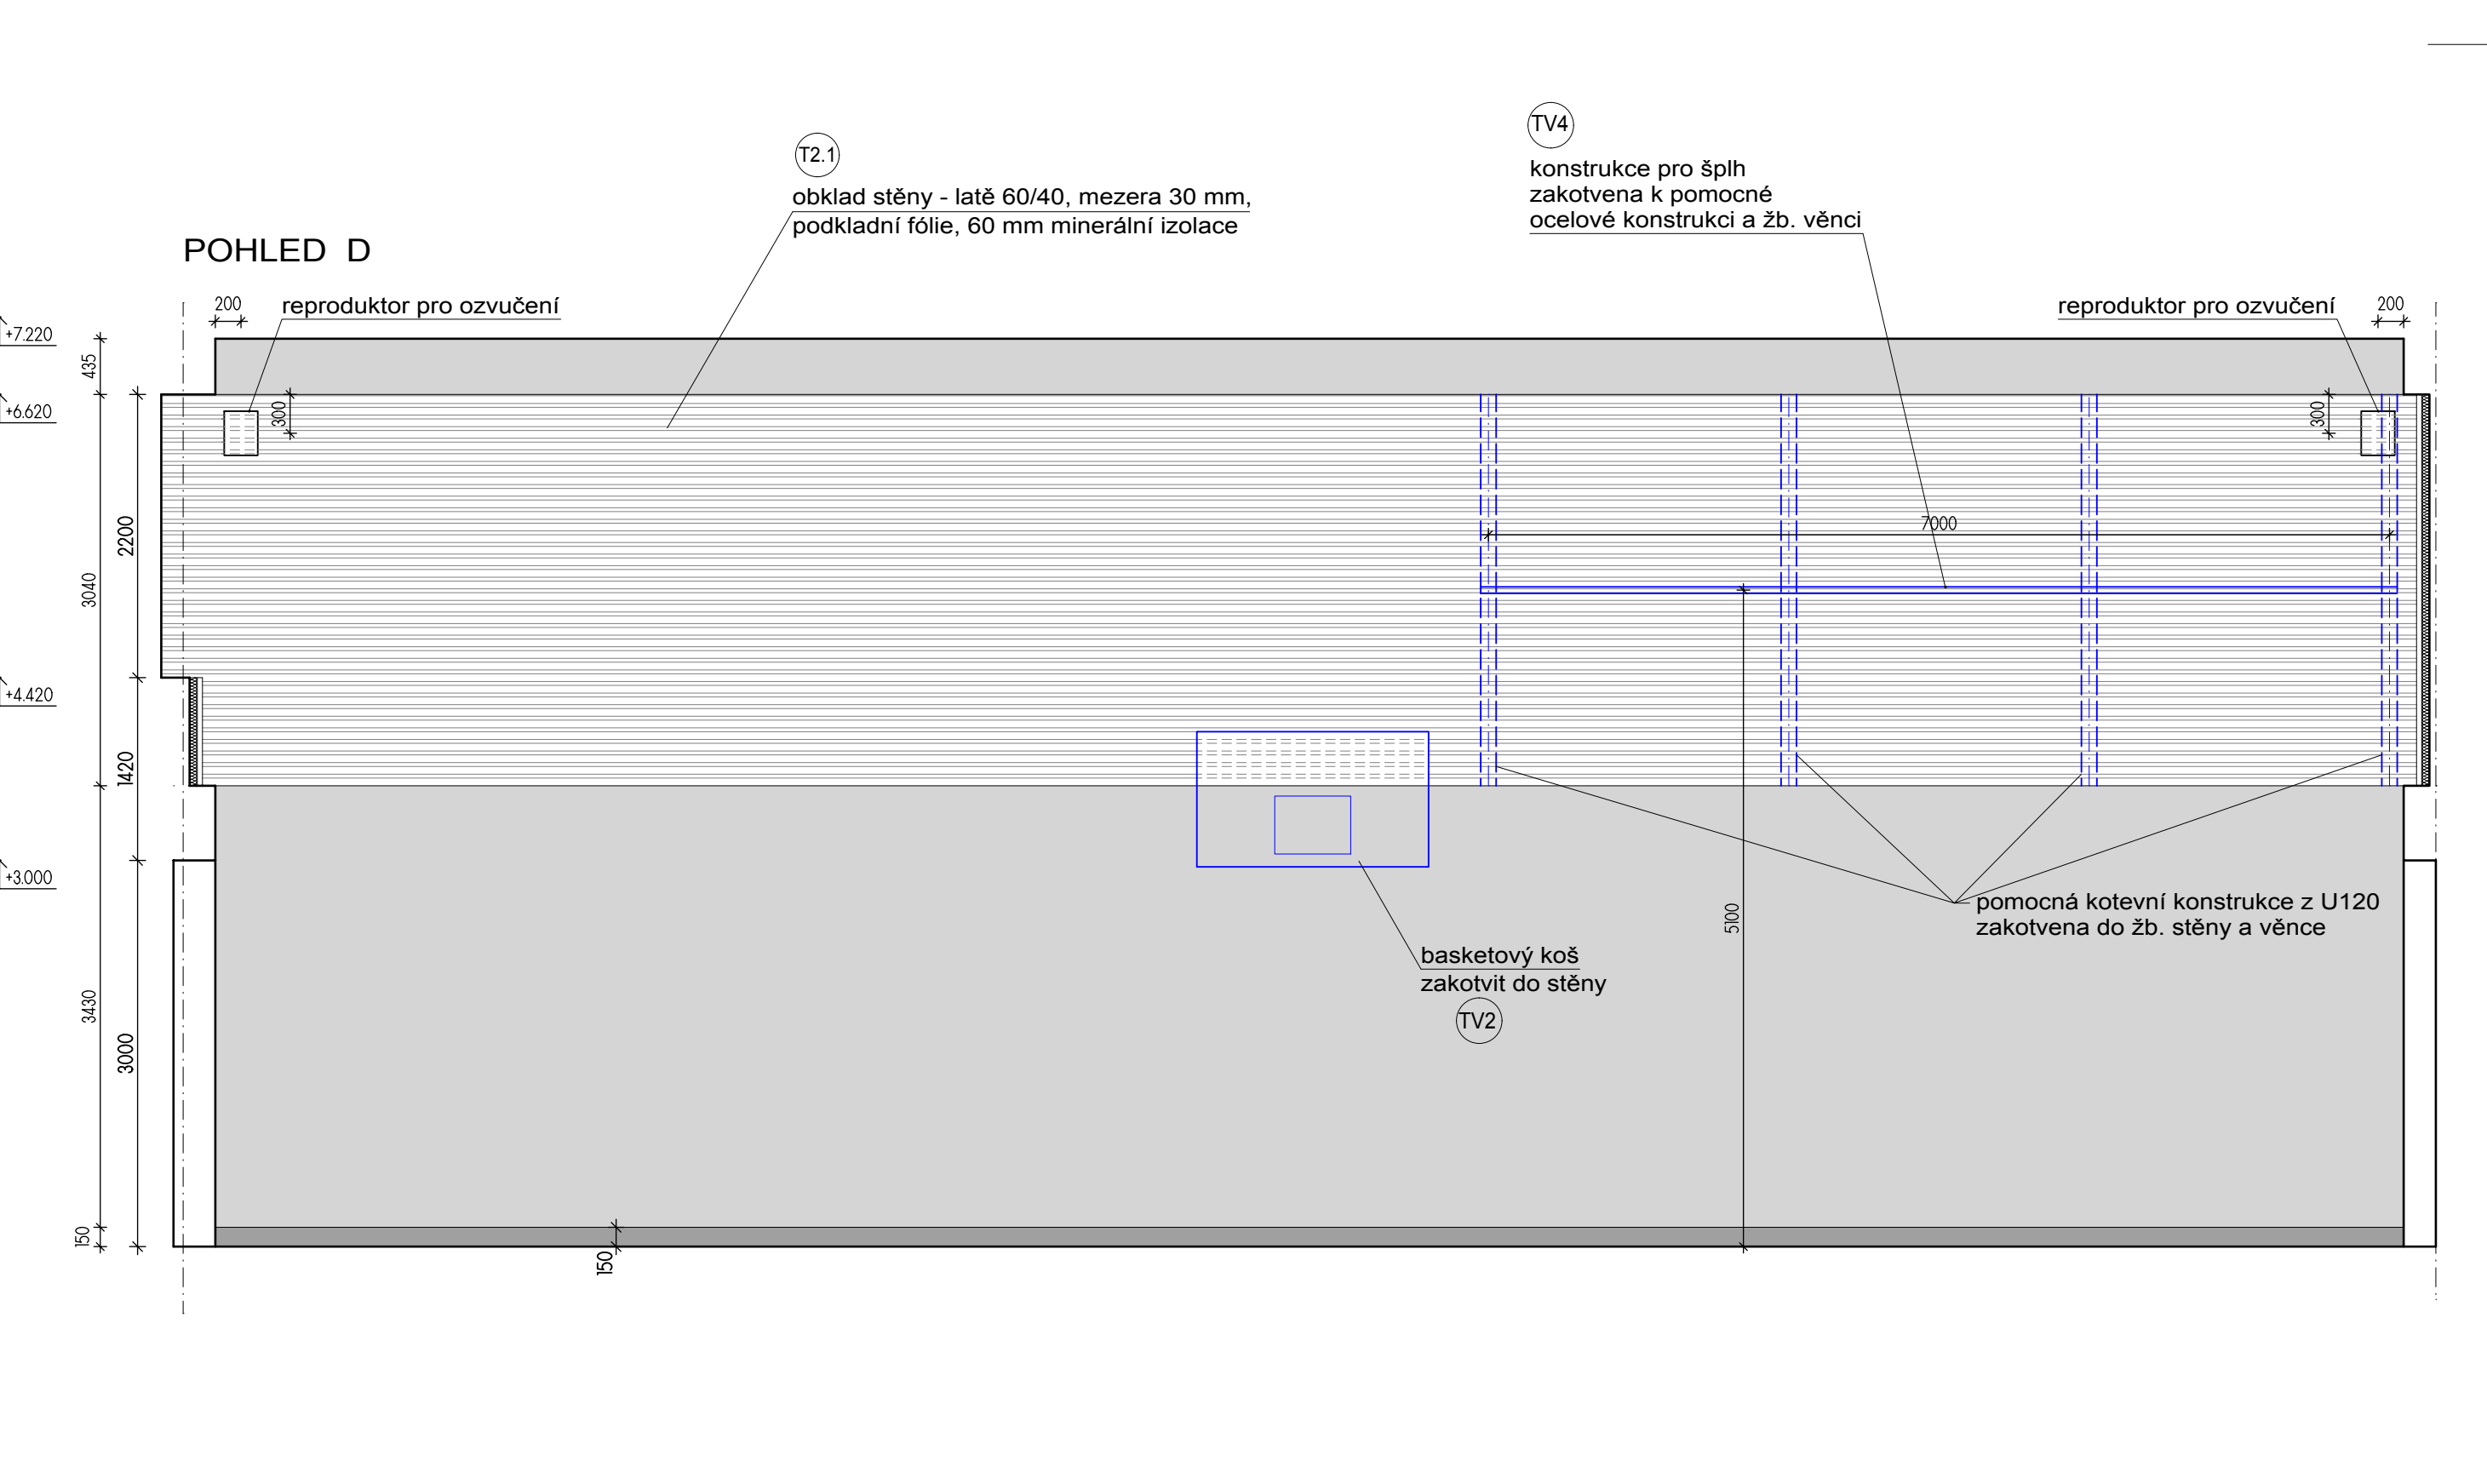 TV4
konstrukce pro šplh
zakotvena k pomocné
ocelové konstrukci a žb. věnci
T2.1
obklad stěny - latě 60/40, mezera 30 mm,
podkladní fólie, 60 mm minerální izolace
POHLED D
200
reproduktor pro ozvučení
reproduktor pro ozvučení
200
+7.220
435
+6.620
300
300
2200
7000
3040
+4.420
1420
+3.000
pomocná kotevní konstrukce z U120
zakotvena do žb. stěny a věnce
5100
basketový koš
zakotvit do stěny
TV2
3430
3000
150
150